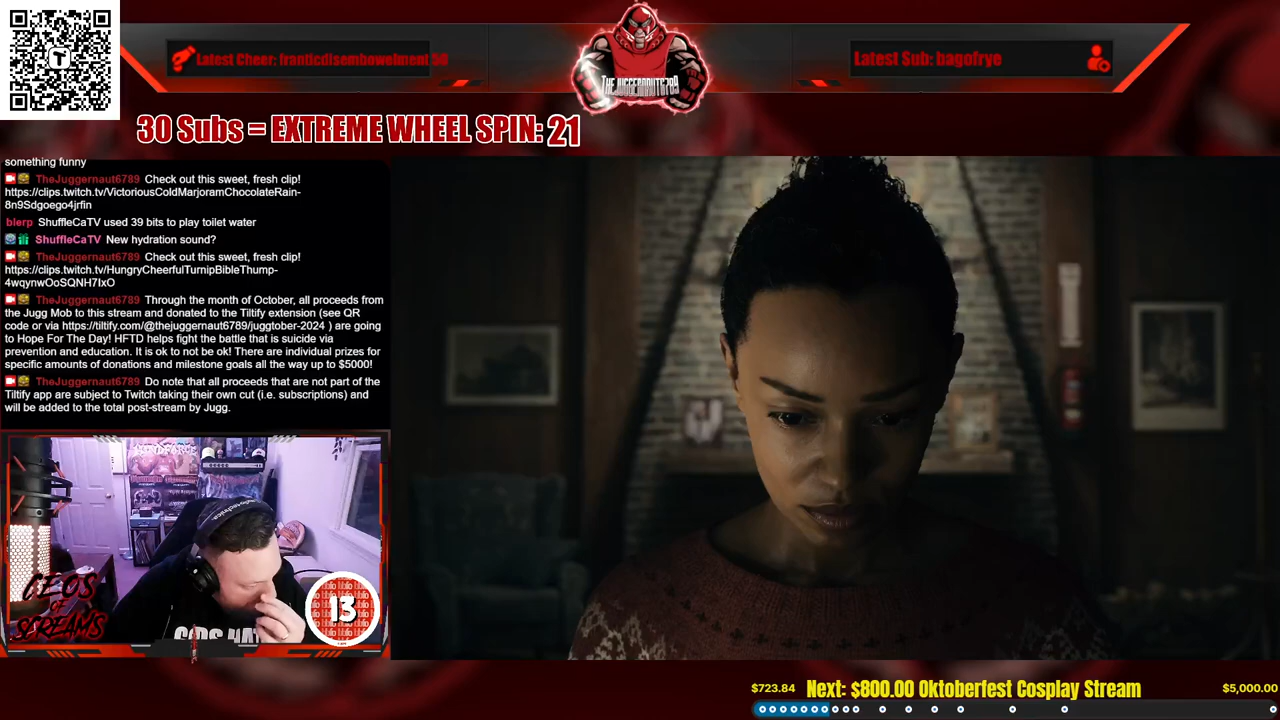 Latest Cheer: franticdisembowelment 50
THEJUGGERNAUT6789
Latest Sub: bagofrye
30 Subs = EXTREME WHEEL SPIN: 21
something funny
TheJuggernaut6789 Check out this sweet, fresh clip!
https://clips.twitch.tv/VictoriousColdMarjoramChocolateRain-
8n9Sdgoego4jrfin
blerp ShuffleCaTV used 39 bits to play toilet water
ShuffleCaTV New hydration sound?
TheJuggernaut6789 Check out this sweet, fresh clip!
https://clips.twitch.tv/HungryCheerfulTurnipBibleThump-
4wqynwOoSQNH7IxO
TheJuggernaut6789 Through the month of October, all proceeds from
the Jugg Mob to this stream and donated to the Tiltify extension (see QR
code or via https://tiltify.com/@thejuggernaut6789/juggtober-2024 ) are going
to Hope For The Day! HFTD helps fight the battle that is suicide via
prevention and education. It is ok to not be ok! There are individual prizes for
specific amounts of donations and milestone goals all the way up to $5000!
TheJuggernaut6789 Do note that all proceeds that are not part of the
Tiltify app are subject to Twitch taking their own cut (i.e. subscriptions) and
will be added to the total post-stream by Jugg.
MINDFORCE
CEOS
OF
SCREAMS
13
$723.84 Next: $800.00 Oktoberfest Cosplay Stream $5,000.00